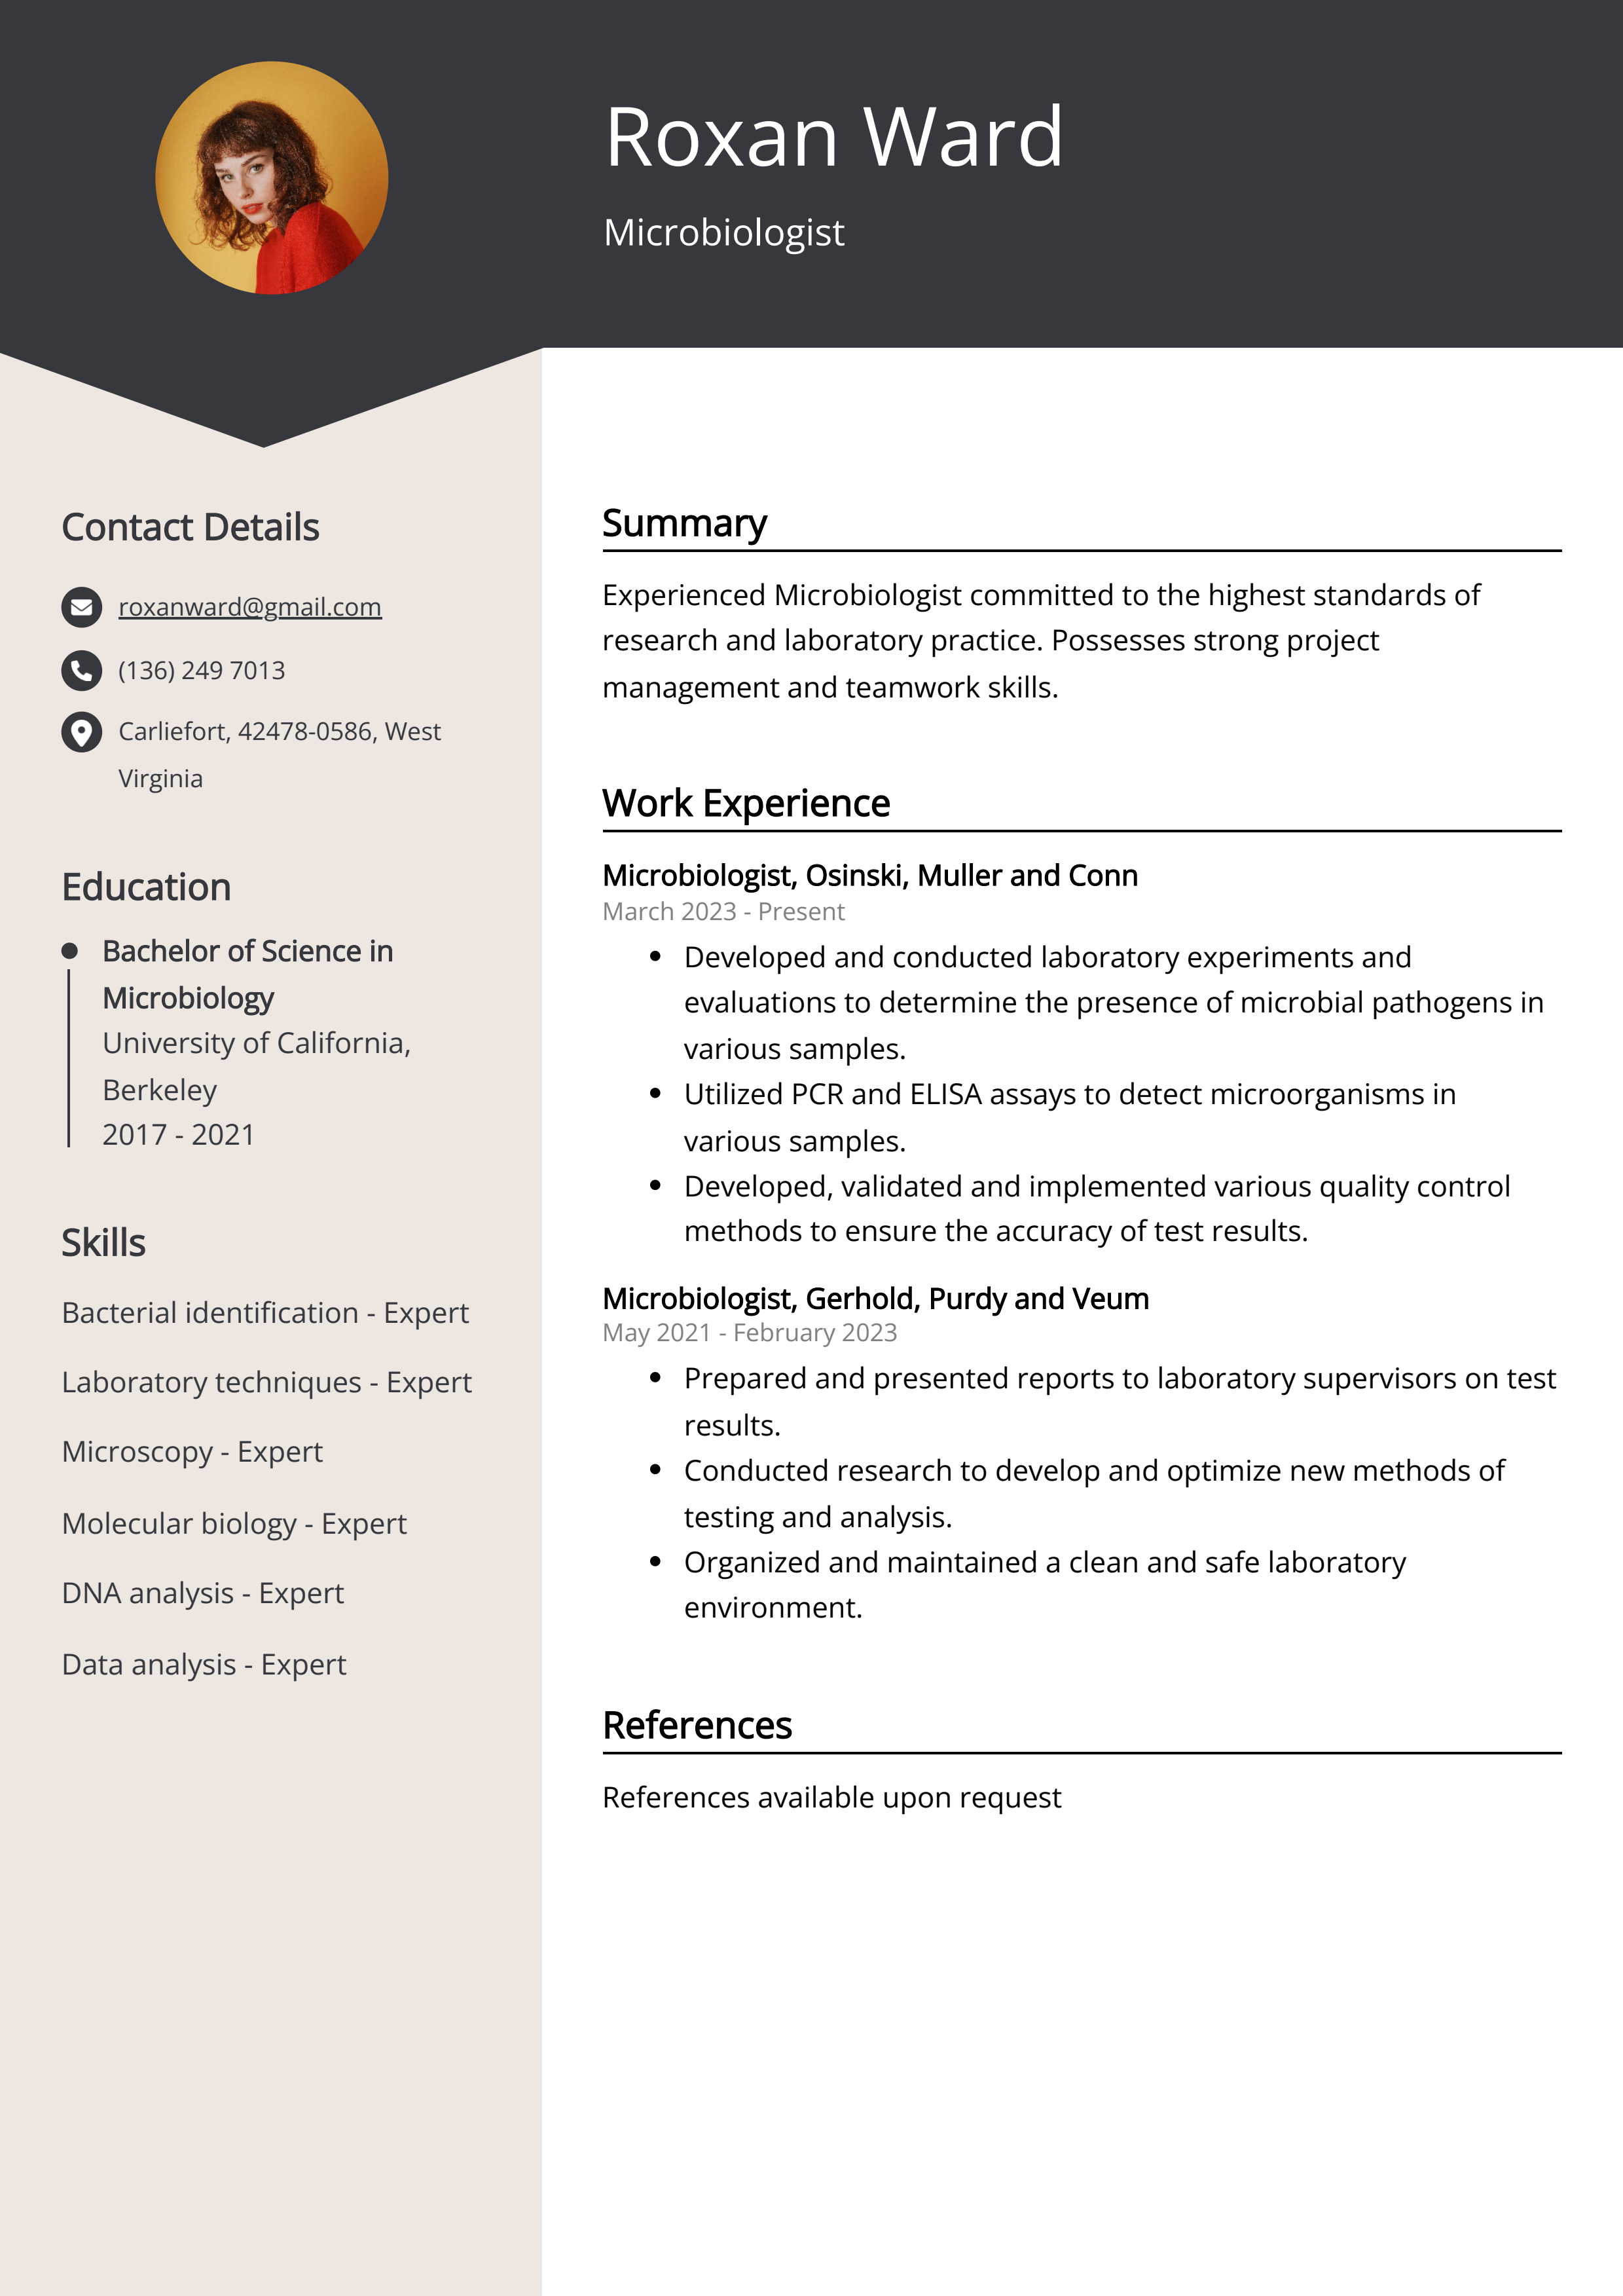 Roxan Ward
Microbiologist
Contact Details
roxanward@gmail.com
(136) 249 7013
Carliefort, 42478-0586, West
Virginia
Education
Bachelor of Science in
Microbiology
University of California,
Berkeley
2017 - 2021
Skills
Bacterial identification - Expert
Laboratory techniques - Expert
Microscopy - Expert
Molecular biology - Expert
DNA analysis - Expert
Data analysis - Expert
Summary
Experienced Microbiologist committed to the highest standards of
research and laboratory practice. Possesses strong project
management and teamwork skills.
Work Experience
Microbiologist, Osinski, Muller and Conn
March 2023 - Present
• Developed and conducted laboratory experiments and
evaluations to determine the presence of microbial pathogens in
various samples.
• Utilized PCR and ELISA assays to detect microorganisms in
various samples.
• Developed, validated and implemented various quality control
methods to ensure the accuracy of test results.
Microbiologist, Gerhold, Purdy and Veum
May 2021 - February 2023
• Prepared and presented reports to laboratory supervisors on test
results.
• Conducted research to develop and optimize new methods of
testing and analysis.
• Organized and maintained a clean and safe laboratory
environment.
References
References available upon request